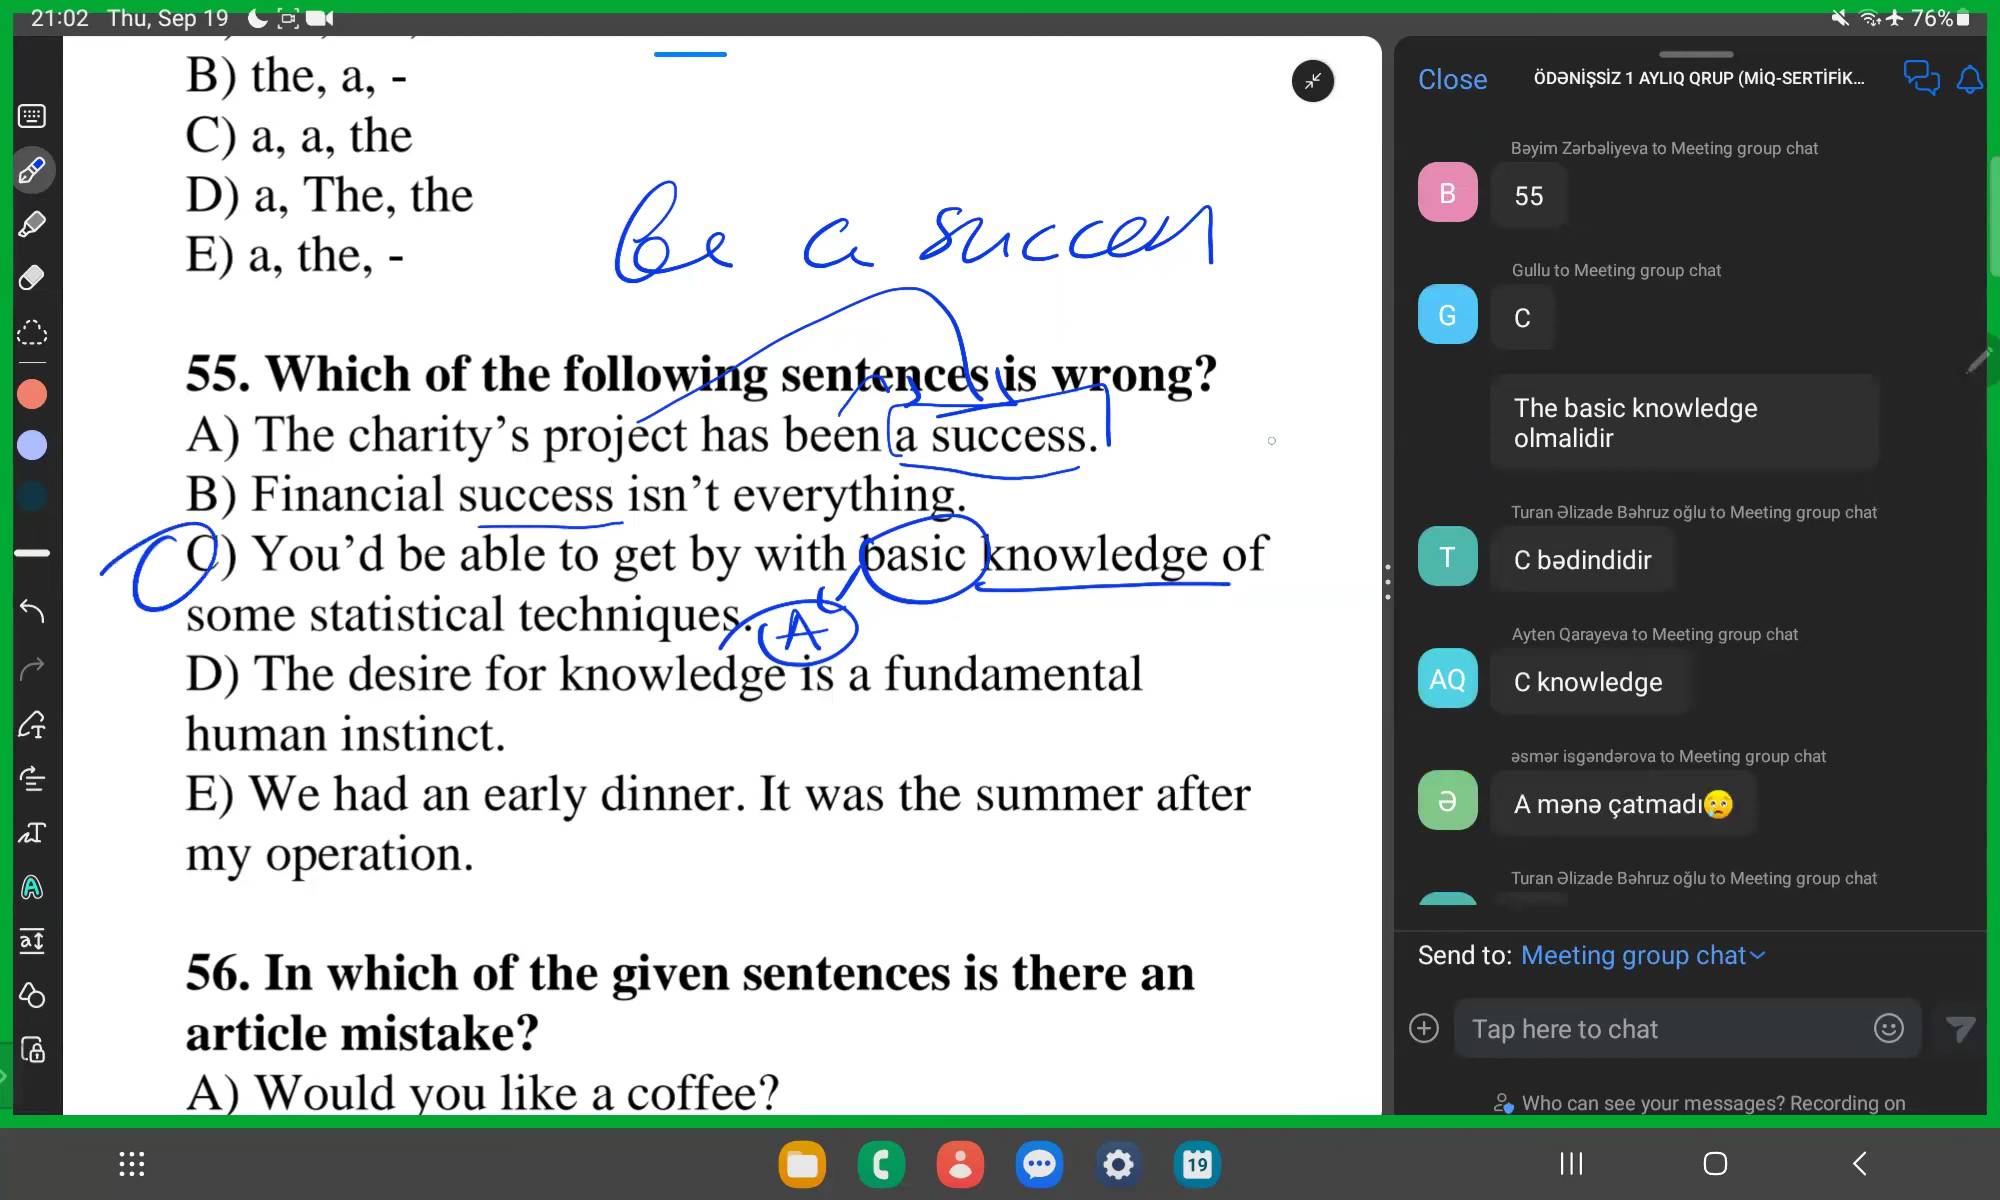 21:02 Thu, Sep 19
76%
B) the, a, -
C) a, a, the
D) a, The, the
E) a, the, -
be a success
55. Which of the following sentences is wrong?
A) The charity’s project has been a success.
B) Financial success isn’t everything.
C) You’d be able to get by with basic knowledge of
some statistical techniques.
A
D) The desire for knowledge is a fundamental
human instinct.
E) We had an early dinner. It was the summer after
my operation.
56. In which of the given sentences is there an
article mistake?
A) Would you like a coffee?
Close
ÖDƏNİŞSİZ 1 AYLIQ QRUP (MİQ-SERTİFİK...
Bəyim Zərbəliyeva to Meeting group chat
B
55
Gullu to Meeting group chat
G
C
The basic knowledge
olmalidir
Turan Əlizade Bəhruz oğlu to Meeting group chat
T
C bədindidir
Ayten Qarayeva to Meeting group chat
AQ
C knowledge
əsmər isgəndərova to Meeting group chat
Ə
A mənə çatmadı😢
Turan Əlizade Bəhruz oğlu to Meeting group chat
Send to: Meeting group chat
Tap here to chat
Who can see your messages? Recording on
19